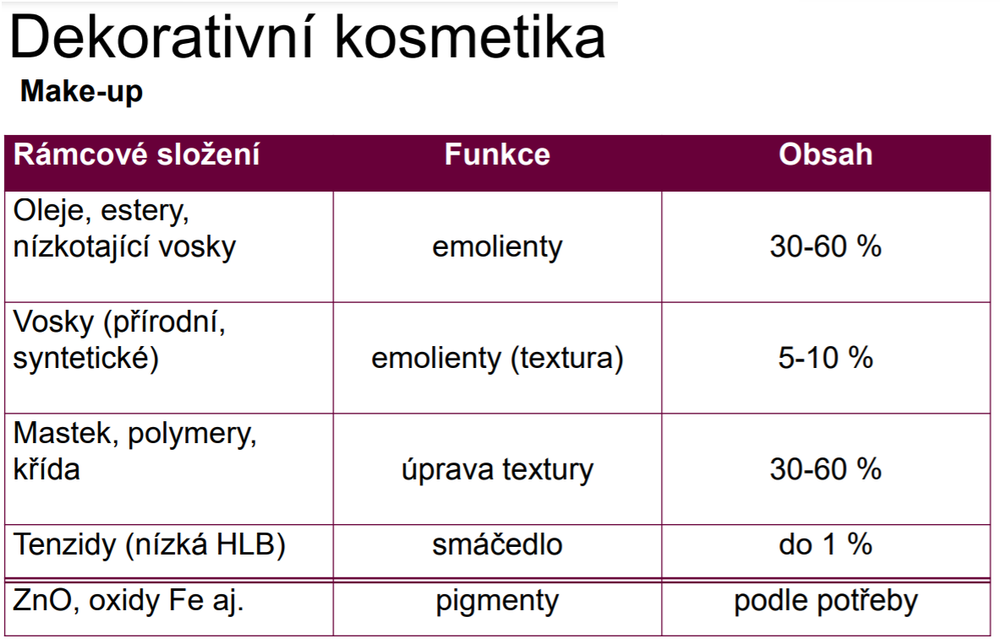 Dekorativní kosmetika
Make-up
Rámcové složení Funkce Obsah
Oleje, estery,
nízkotající vosky emolienty 30-60 %
Vosky (přírodní,
syntetické) emolienty (textura) 5-10 %
Mastek, polymery,
křída úprava textury 30-60 %
Tenzidy (nízká HLB) smáčedlo do 1 %
ZnO, oxidy Fe aj. pigmenty podle potřeby